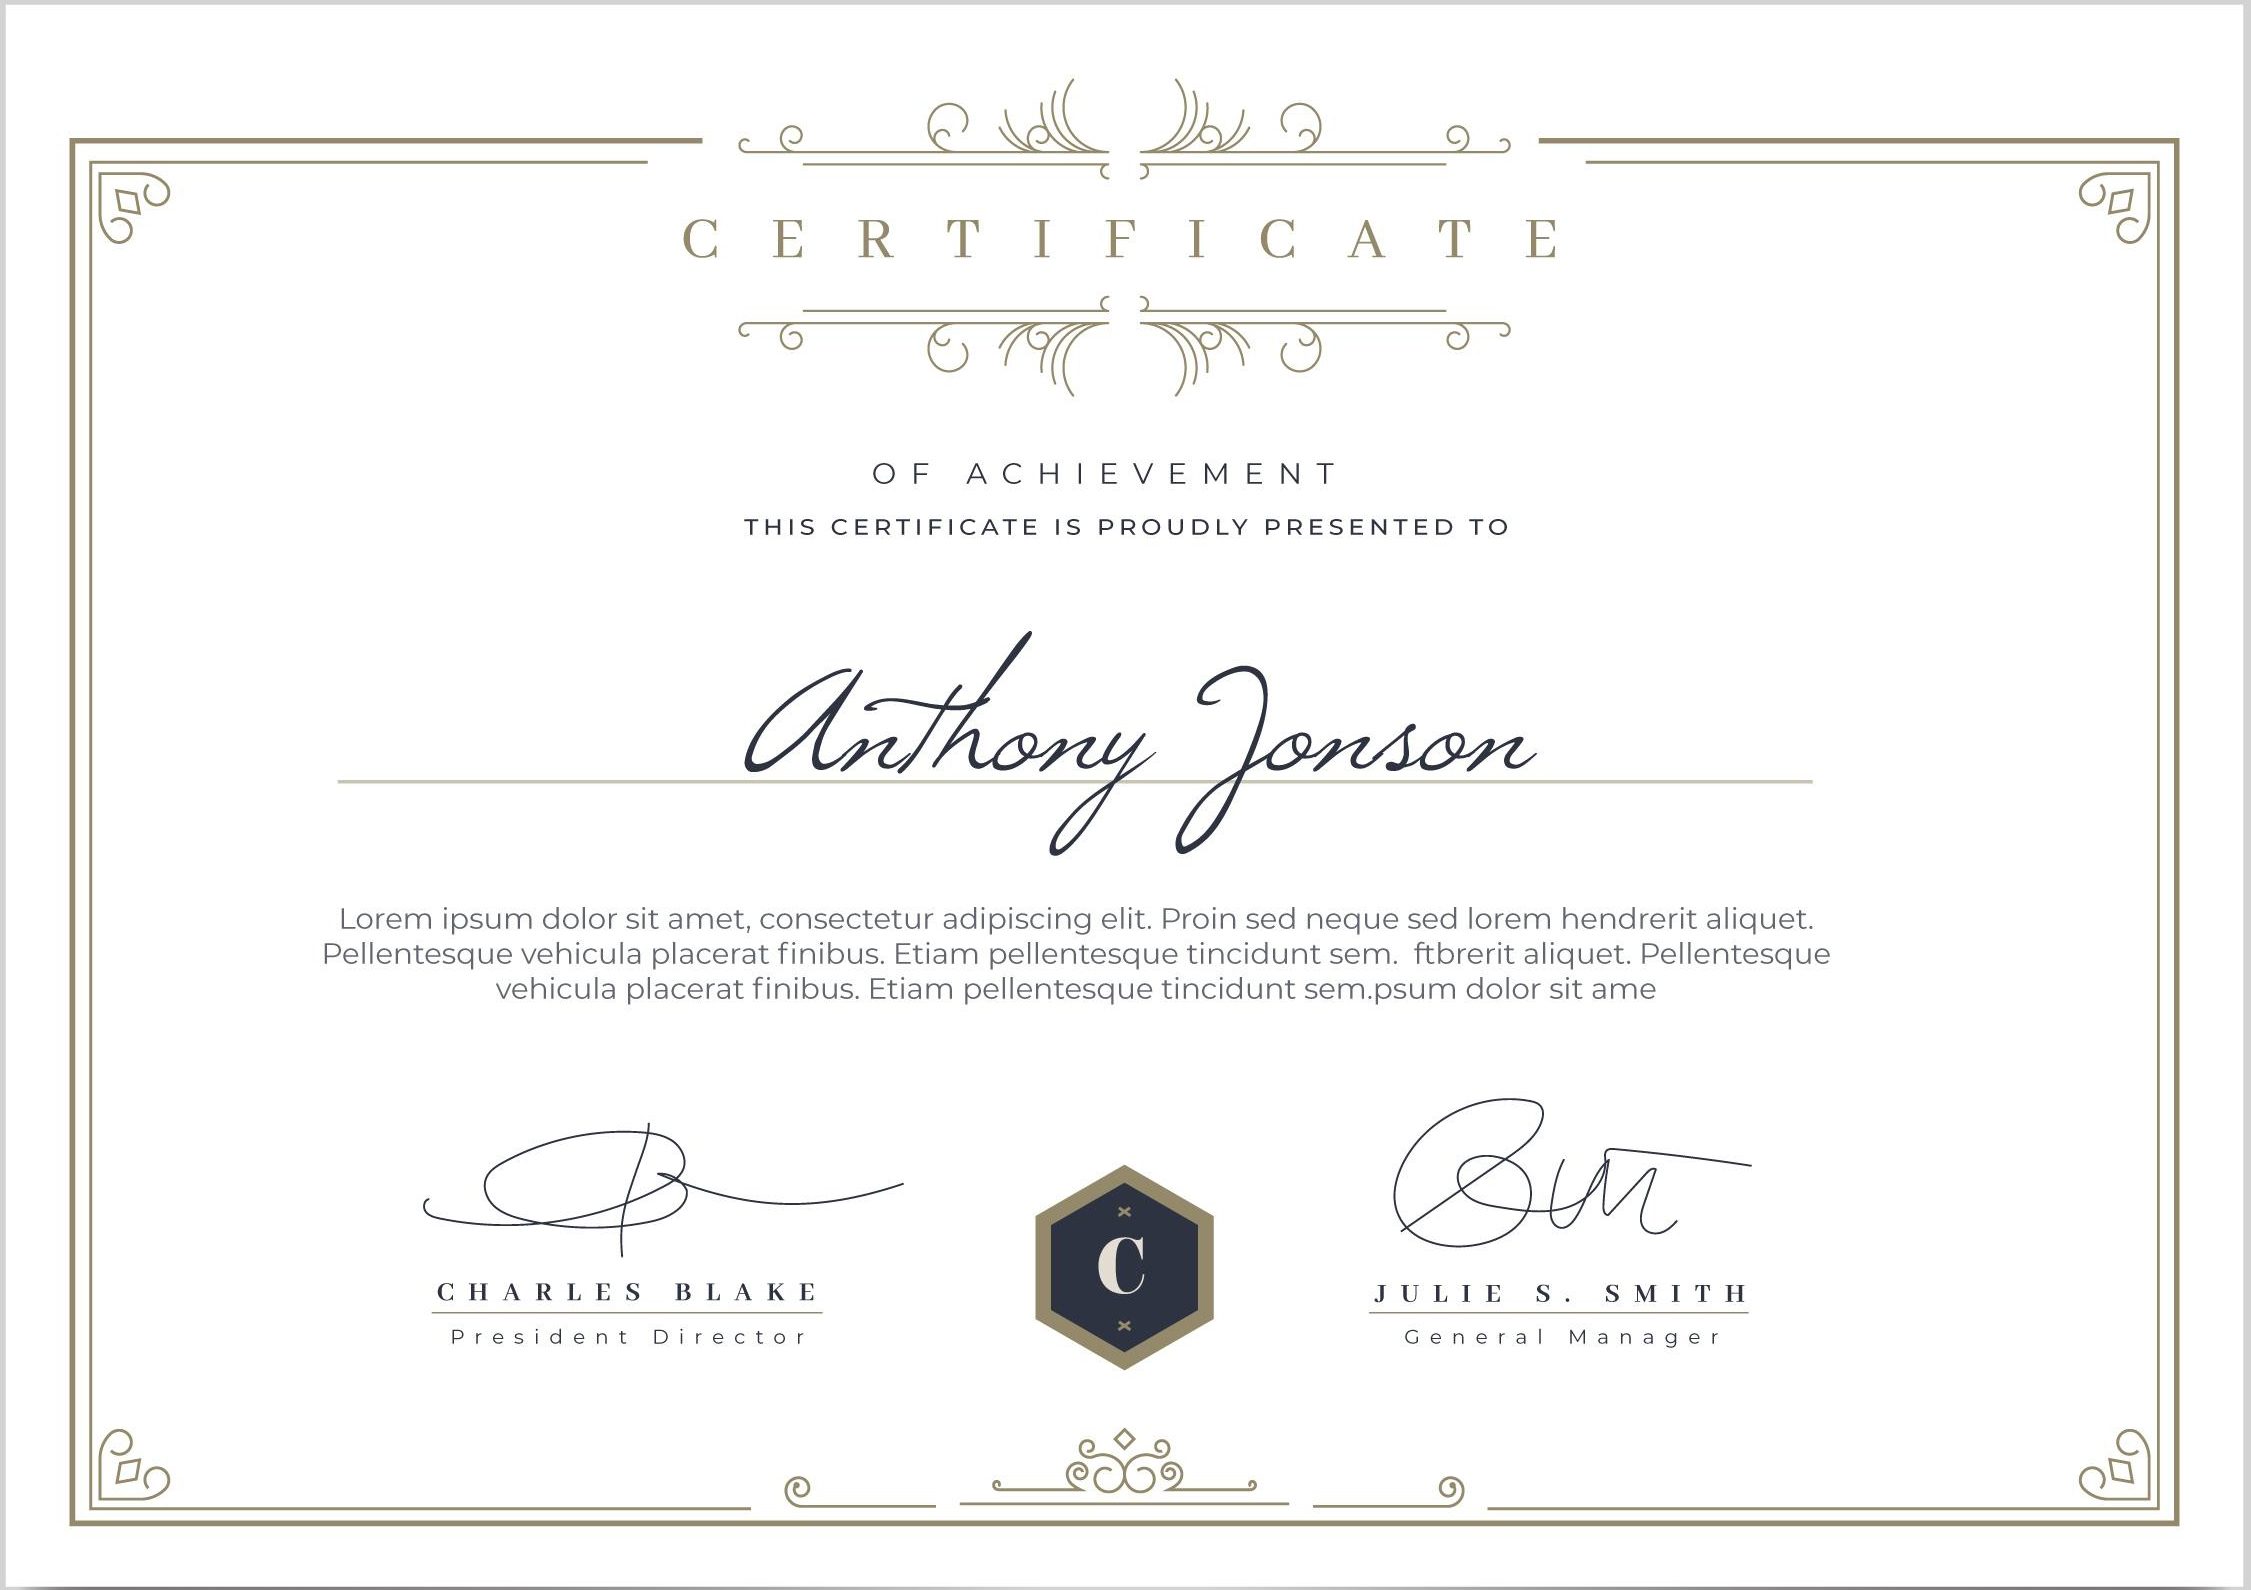 CERTIFICATE
OF ACHIEVEMENT
THIS CERTIFICATE IS PROUDLY PRESENTED TO
Anthony Jonson
Lorem ipsum dolor sit amet, consectetur adipiscing elit. Proin sed neque sed lorem hendrerit aliquet.
Pellentesque vehicula placerat finibus. Etiam pellentesque tincidunt sem.  ftbrerit aliquet. Pellentesque
vehicula placerat finibus. Etiam pellentesque tincidunt sem.psum dolor sit ame
CHARLES BLAKE
President Director
C
JULIE S. SMITH
General Manager